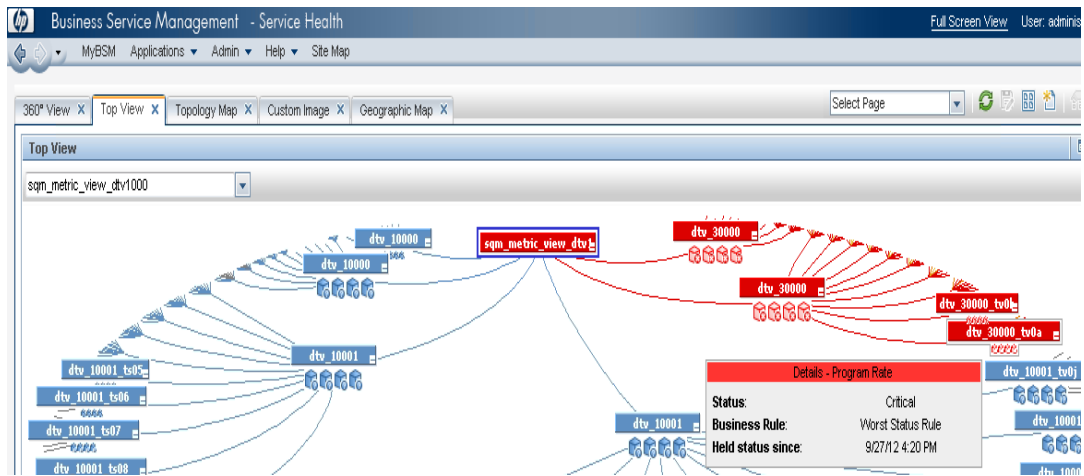 hp Business Service Management - Service Health Full Screen View User: adminis
MyBSM Applications Admin Help Site Map
360° View X Top View X Topology Map X Custom Image X Geographic Map X Select Page
Top View
sqm_metric_view_dtv1000
dtv_10000 sqm_metric_view_dtv1 dtv_30000
dtv_10000 dtv_30000
dtv_30000_tv0
dtv_30000_tv0a
dtv_10001
dtv_10001_ts05 Details - Program Rate dtv_10001_tv0j
dtv_10001_ts06 Status: Critical
dtv_10001_ts07 dtv_10001 Business Rule: Worst Status Rule dtv_10001
Held status since: 9/27/12 4:20 PM
dtv_10001_ts08